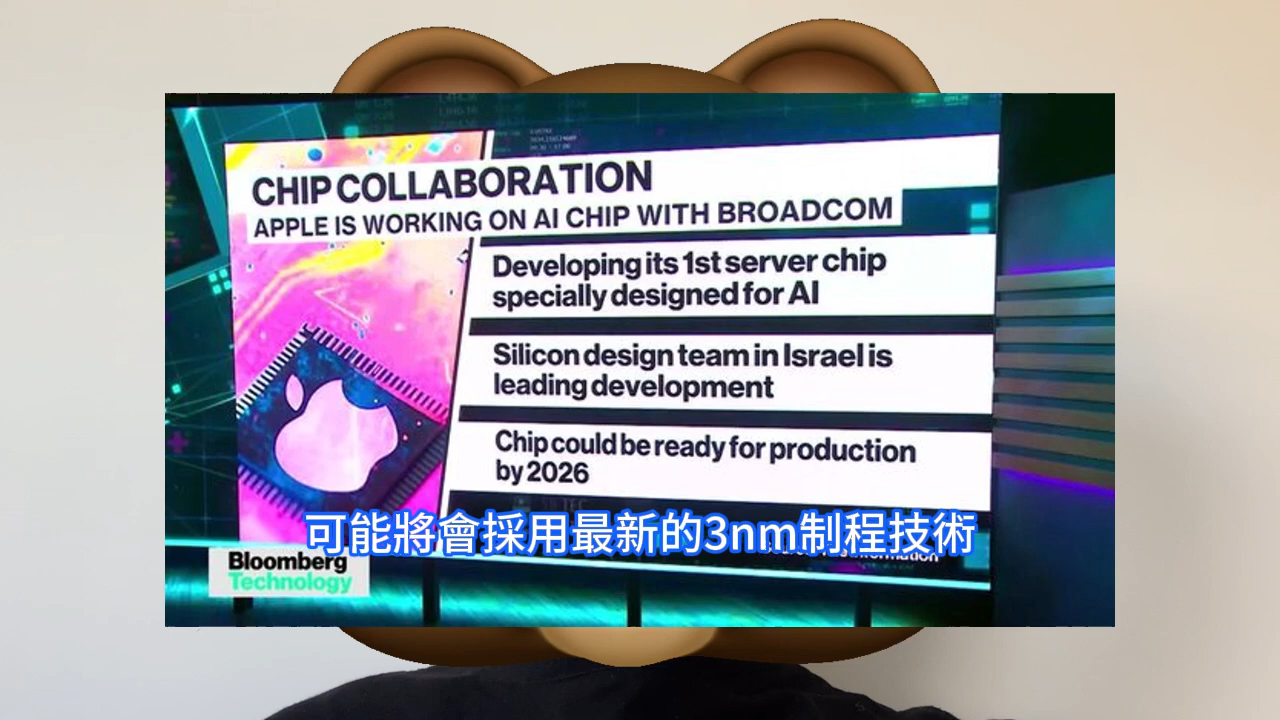 CHIP COLLABORATION
APPLE IS WORKING ON AI CHIP WITH BROADCOM
Developing its 1st server chip
specially designed for AI
Silicon design team in Israel is
leading development
Chip could be ready for production
by 2026
可能將會採用最新的3nm制程技術
Bloomberg
Technology